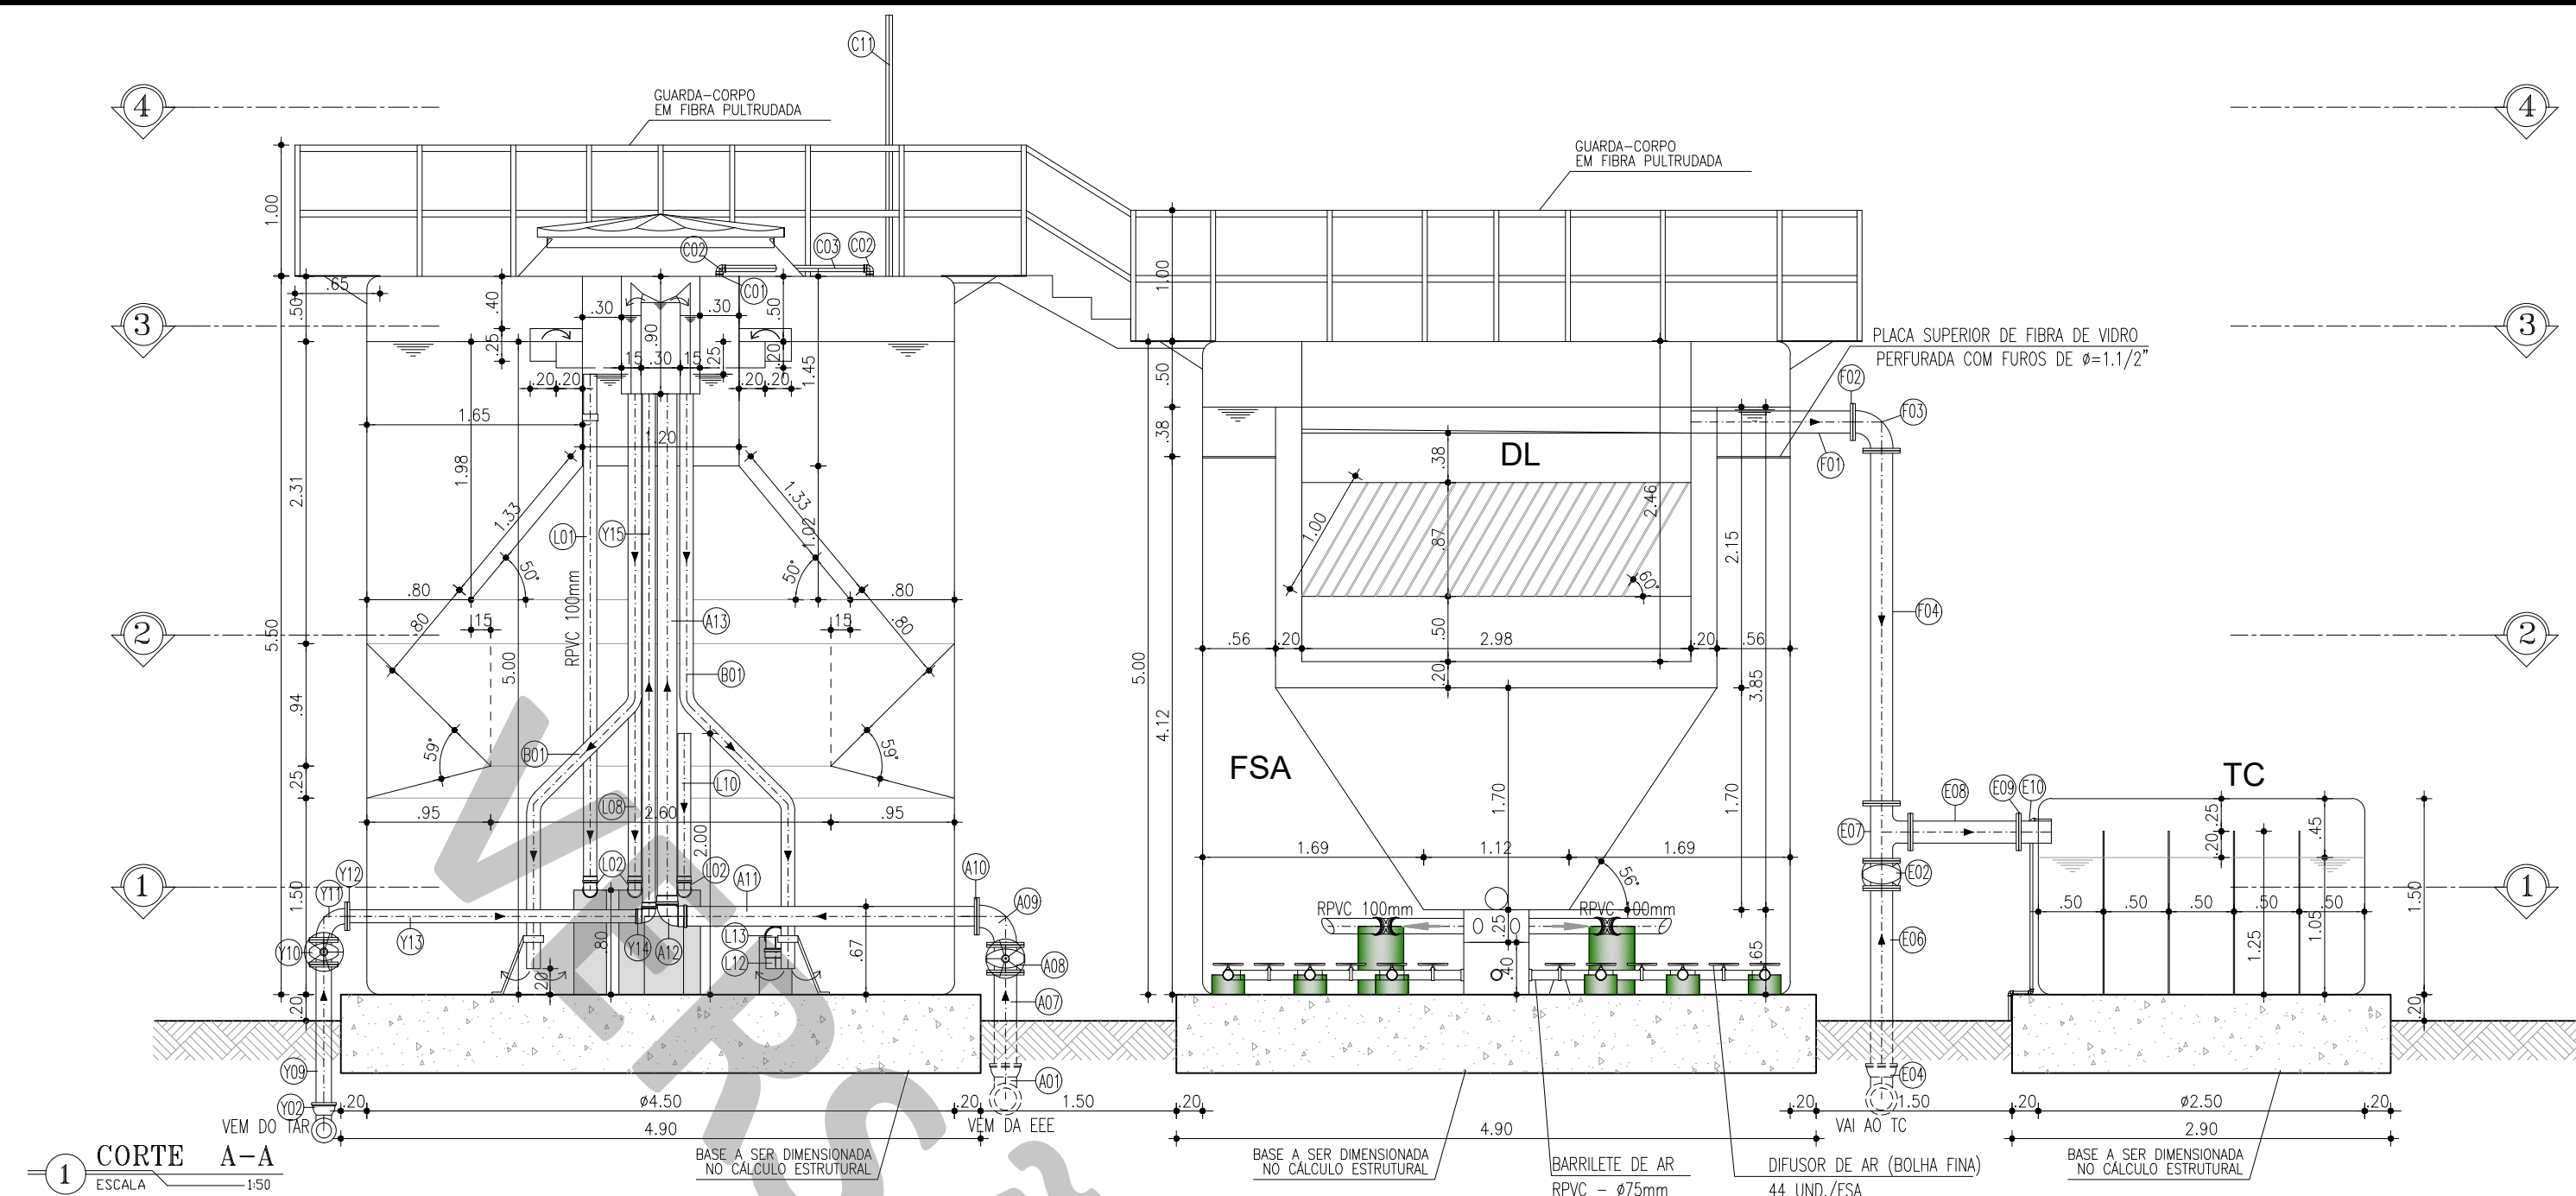 C11
4
4
GUARDA-CORPO
EM FIBRA PULTRUDADA
GUARDA-CORPO
EM FIBRA PULTRUDADA
1.00
C02
C03
C02
C01
1.00
.65
.50
.40
.30
.30
.50
3
3
.90
.25
.15
.30
.15
.25
.20
1.45
.20
.20
.20
.20
PLACA SUPERIOR DE FIBRA DE VIDRO
PERFURADA COM FUROS DE ø=1.1/2"
F02
F03
F01
.50
.38
1.65
1.20
1.98
2.31
1.33
1.33
1.02
DL
.38
2.46
1.00
.87
60°
2.15
L01
Y15
50°
50°
RPVC 100mm
.80
.80
.80
.80
.15
.15
A13
F04
2
2
5.50
5.00
.56
.20
.50
2.98
.20
.56
.20
3.85
5.00
4.12
B01
B01
.94
59°
59°
.25
FSA
TC
L10
L08
.95
2.60
.95
2.00
1.70
1.70
E08
E09
E10
E07
E02
.25
.20
.45
1.69
1.12
1.69
56°
1
1
1.50
L02
L02
A11
A10
A09
Y12
Y11
Y10
Y13
Y14
A12
L13
L12
.80
.67
.20
A08
A07
A01
RPVC 100mm
RPVC 100mm
.25
.40
.65
E06
E04
.50
.50
.50
.50
.50
1.05
1.25
1.50
.20
.20
Y09
Y02
VEM DO TAR
.20
ø4.50
.20
1.50
.20
VEM DA EEE
4.90
4.90
.20
1.50
.20
VAI AO TC
ø2.50
.20
2.90
1
CORTE A-A
ESCALA 1:50
BASE A SER DIMENSIONADA
NO CÁLCULO ESTRUTURAL
BASE A SER DIMENSIONADA
NO CÁLCULO ESTRUTURAL
BARRILETE DE AR
RPVC - ø75mm
DIFUSOR DE AR (BOLHA FINA)
44 UND./FSA
BASE A SER DIMENSIONADA
NO CÁLCULO ESTRUTURAL